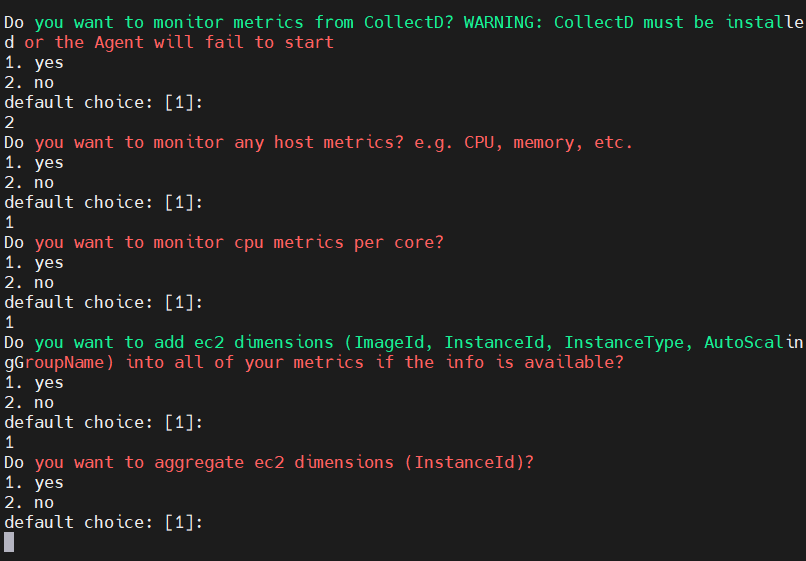 Do you want to monitor metrics from CollectD? WARNING: CollectD must be installe
d or the Agent will fail to start
1. yes
2. no
default choice: [1]:
2
Do you want to monitor any host metrics? e.g. CPU, memory, etc.
1. yes
2. no
default choice: [1]:
1
Do you want to monitor cpu metrics per core?
1. yes
2. no
default choice: [1]:
1
Do you want to add ec2 dimensions (ImageId, InstanceId, InstanceType, AutoScalin
gGroupName) into all of your metrics if the info is available?
1. yes
2. no
default choice: [1]:
1
Do you want to aggregate ec2 dimensions (InstanceId)?
1. yes
2. no
default choice: [1]: